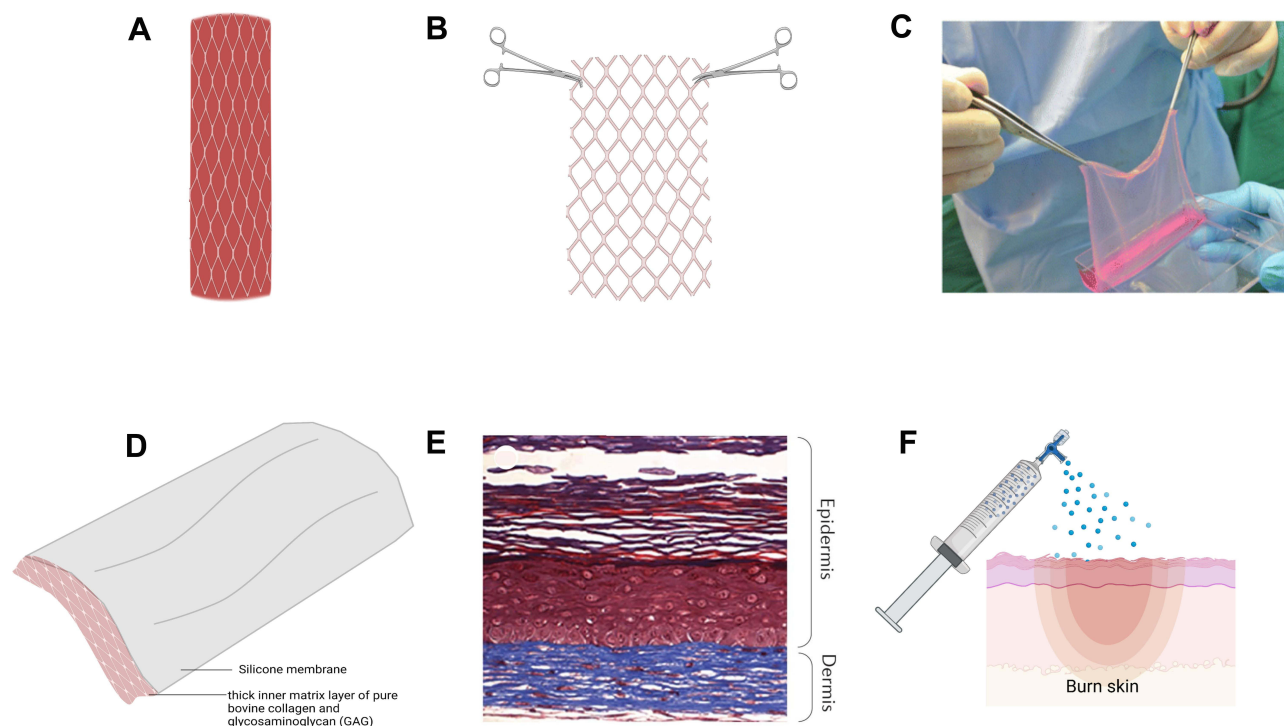 A
B
C
D
Silicone membrane
thick inner matrix layer of pure
bovine collagen and
glycosaminoglycan (GAG)
E
Epidermis
Dermis
F
Burn skin